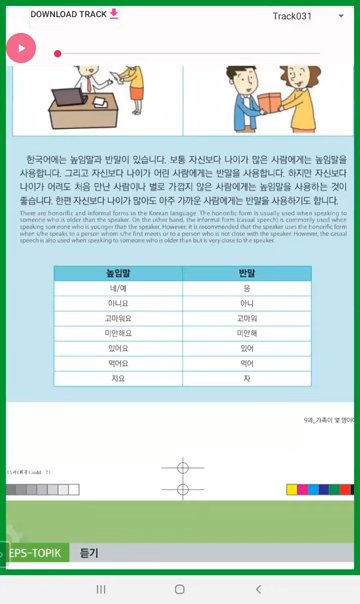 DOWNLOAD TRACK
Track031
한국어에는 높임말과 반말이 있습니다. 보통 자신보다 나이가 많은 사람에게는 높임말을
사용합니다. 그리고 자신보다 나이가 어린 사람에게는 반말을 사용합니다. 하지만 자신보다
나이가 어려도 처음 만난 사람이나 별로 가깝지 않은 사람에게는 높임말을 사용하는 것이
좋습니다. 한편 자신보다 나이가 많아도 아주 가까운 사람에게는 반말을 사용하기도 합니다.
There are honorific and informal forms in the Korean language. The honorific form is usually used when speaking to
someone who is older than the speaker. On the other hand, the informal form (casual speech) is commonly used when
speaking someone who is younger than the speaker. However, it is recommended that the speaker uses the honorific form
when s/he speaks to a person whom s/he first meets or to a person who is not close with the speaker. However, the casual
speech is also used when speaking to someone who is older than but is very close to the speaker.
높임말 반말
네/예 응
아니요 아니
고마워요 고마워
미안해요 미안해
있어요 있어
먹어요 먹어
자요 자
9과_가족이 몇 명이에
EPS-TOPIK 듣기